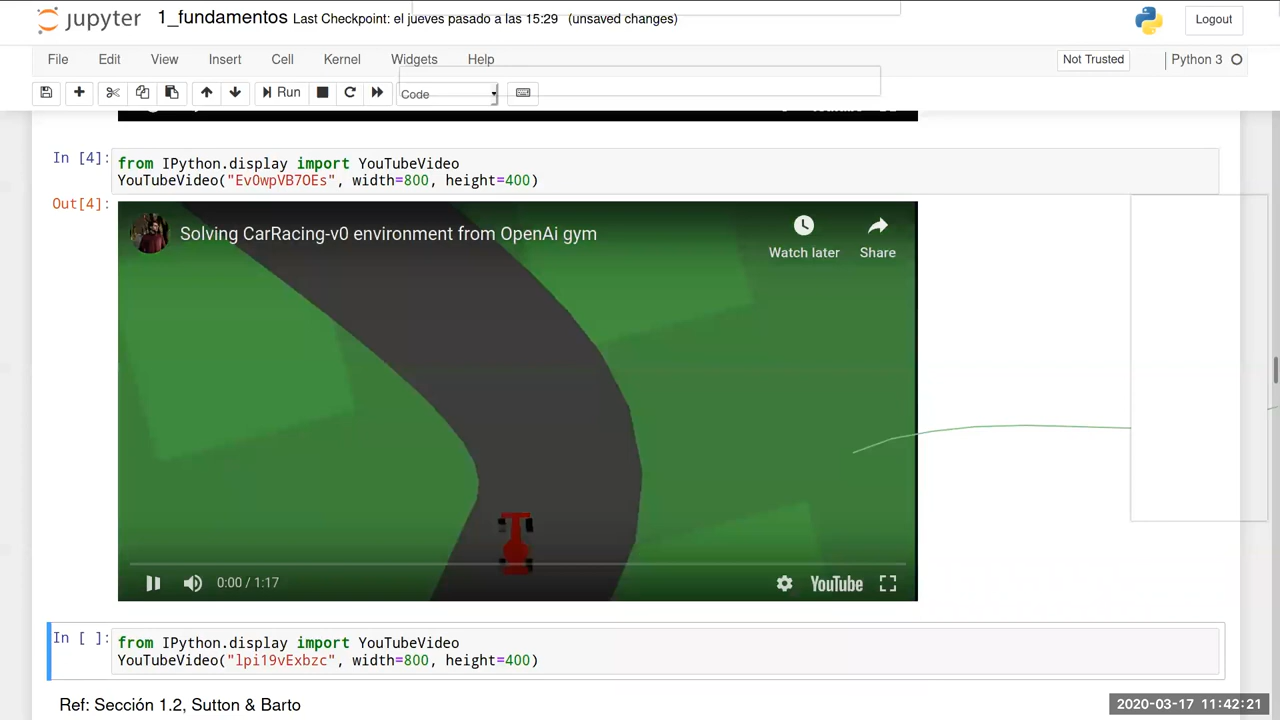 jupyter 1_fundamentos Last Checkpoint: el jueves pasado a las 15:29 (unsaved changes) Logout
File Edit View Insert Cell Kernel Widgets Help Not Trusted Python 3
Run Code
In [4]: from IPython.display import YouTubeVideo
YouTubeVideo("EvOwpVB7OEs", width=800, height=400)
Out[4]:
Solving CarRacing-v0 environment from OpenAi gym
Watch later Share
0:00 / 1:17 YouTube
In [ ]: from IPython.display import YouTubeVideo
YouTubeVideo("lpi19vExbzc", width=800, height=400)
Ref: Sección 1.2, Sutton & Barto
2020-03-17 11:42:21